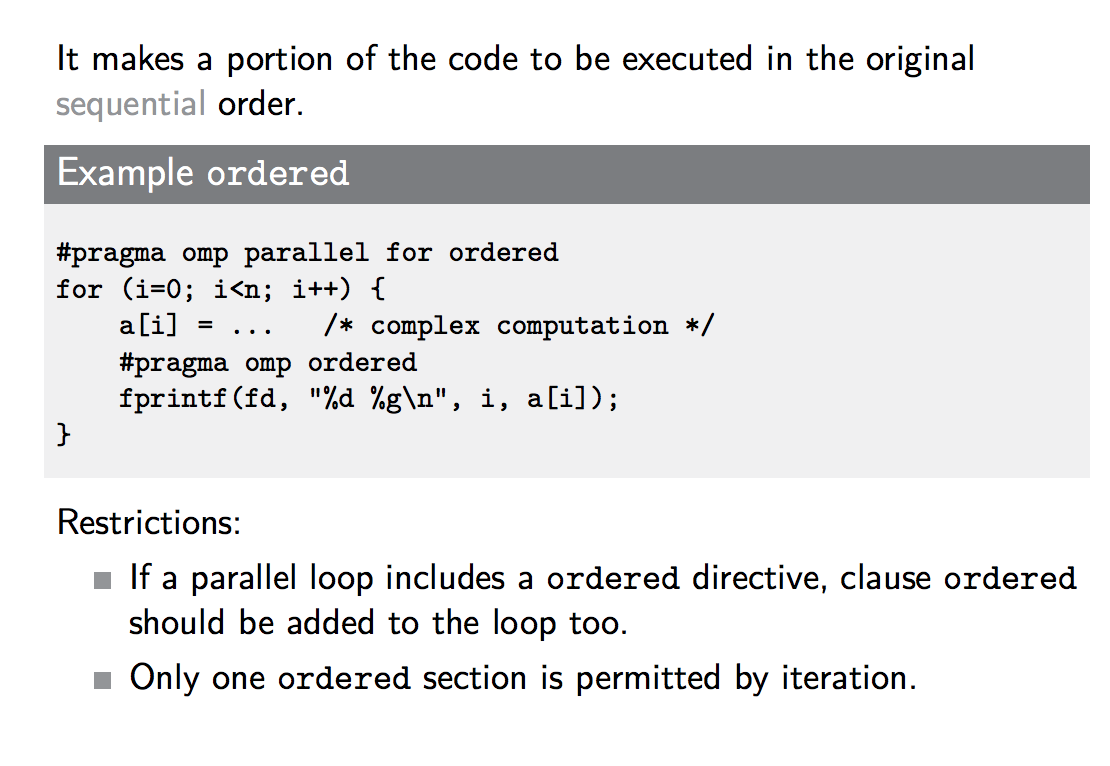 It makes a portion of the code to be executed in the original
sequential order.
Example ordered
#pragma omp parallel for ordered
for (i=0; i<n; i++) {
    a[i] = ...   /* complex computation */
    #pragma omp ordered
    fprintf(fd, "%d %g\n", i, a[i]);
}
Restrictions:
If a parallel loop includes a ordered directive, clause ordered
should be added to the loop too.
Only one ordered section is permitted by iteration.